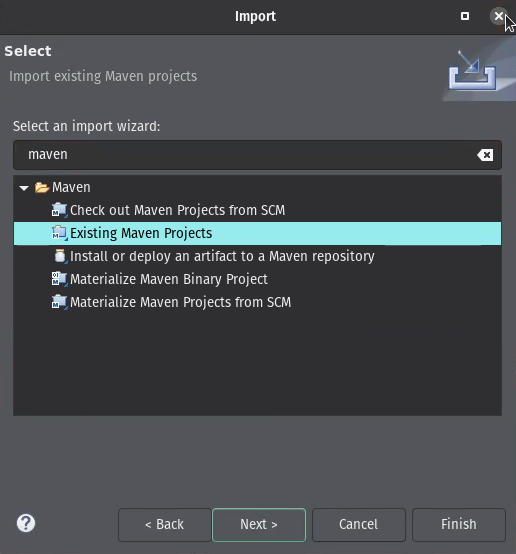 Import
Select
Import existing Maven projects
Select an import wizard:
maven
Maven
Check out Maven Projects from SCM
Existing Maven Projects
Install or deploy an artifact to a Maven repository
Materialize Maven Binary Project
Materialize Maven Projects from SCM
< Back Next > Cancel Finish